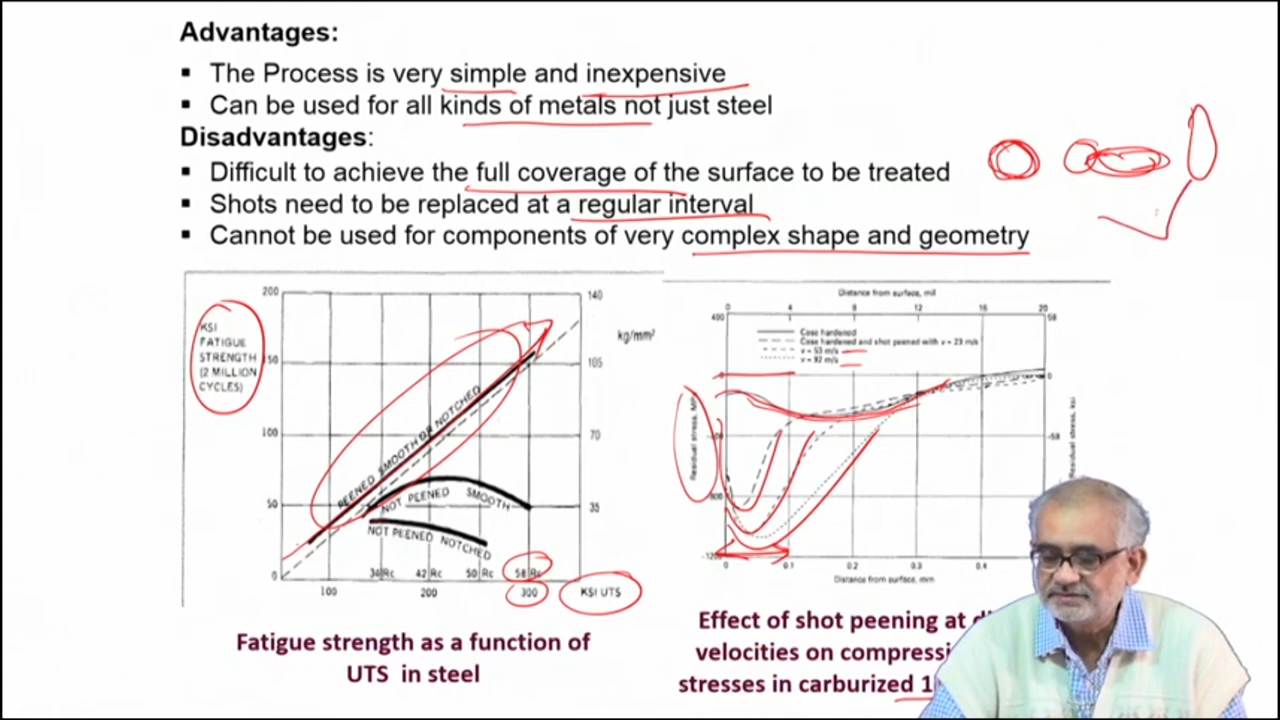 Advantages:
▪ The Process is very simple and inexpensive
▪ Can be used for all kinds of metals not just steel
Disadvantages:
▪ Difficult to achieve the full coverage of the surface to be treated
▪ Shots need to be replaced at a regular interval
▪ Cannot be used for components of very complex shape and geometry
200
150
100
50
0
KSI
FATIGUE
STRENGTH
(2 MILLION
CYCLES)
140
kg/mm²
105
70
35
PEENED SMOOTH OR NOTCHED
NOT PEENED SMOOTH
NOT PEENED NOTCHED
34 Rc 42 Rc 50 Rc 58 Rc
100 200 300 KSI UTS
Fatigue strength as a function of
UTS in steel
Distance from surface, mil
0 4 8 12 16 20
400 58
Case hardened
Case hardened and shot peened with v = 23 m/s
v = 53 m/s
v = 92 m/s
0
-58
Residual stress,
Residual stress, ksi
0 0.1 0.2 0.3 0.4
Distance from surface, mm
Effect of shot peening at
velocities on
stresses in carburized